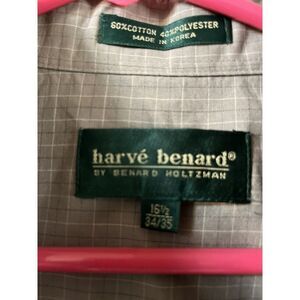 60%COTTON 40%POLYESTER
MADE IN KOREA
harvé benard®
BY BENARD HOLTZMAN
16½
34/35